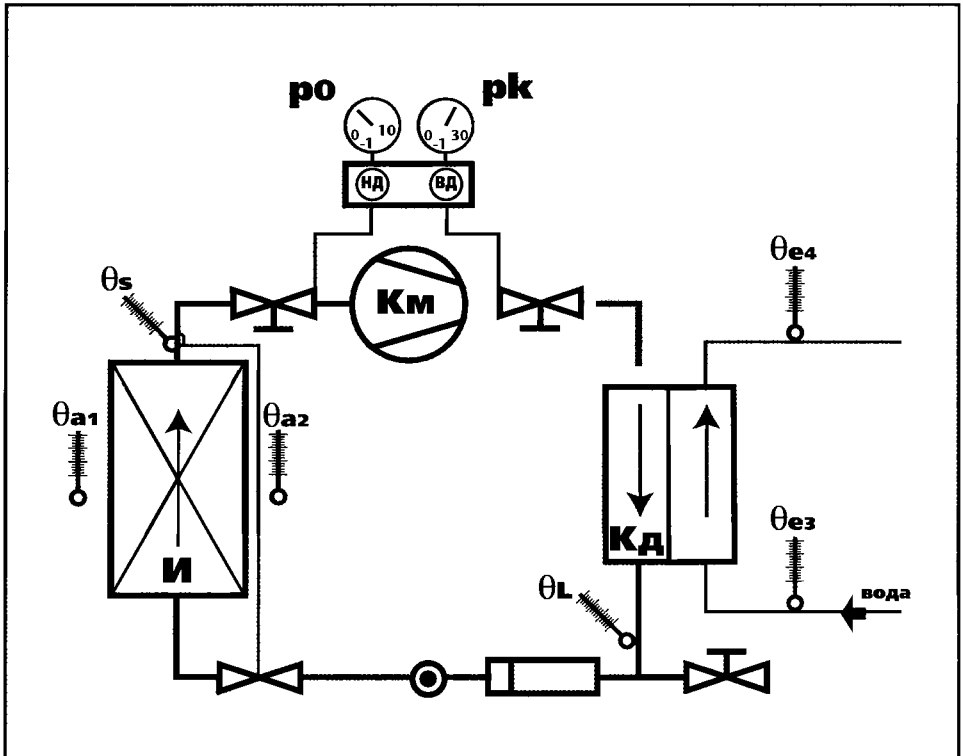 po pk
0 -1 10 0 -1 30
НД ВД
θs Км θe4
θa1 θa2
Кд θe3
И θL вода